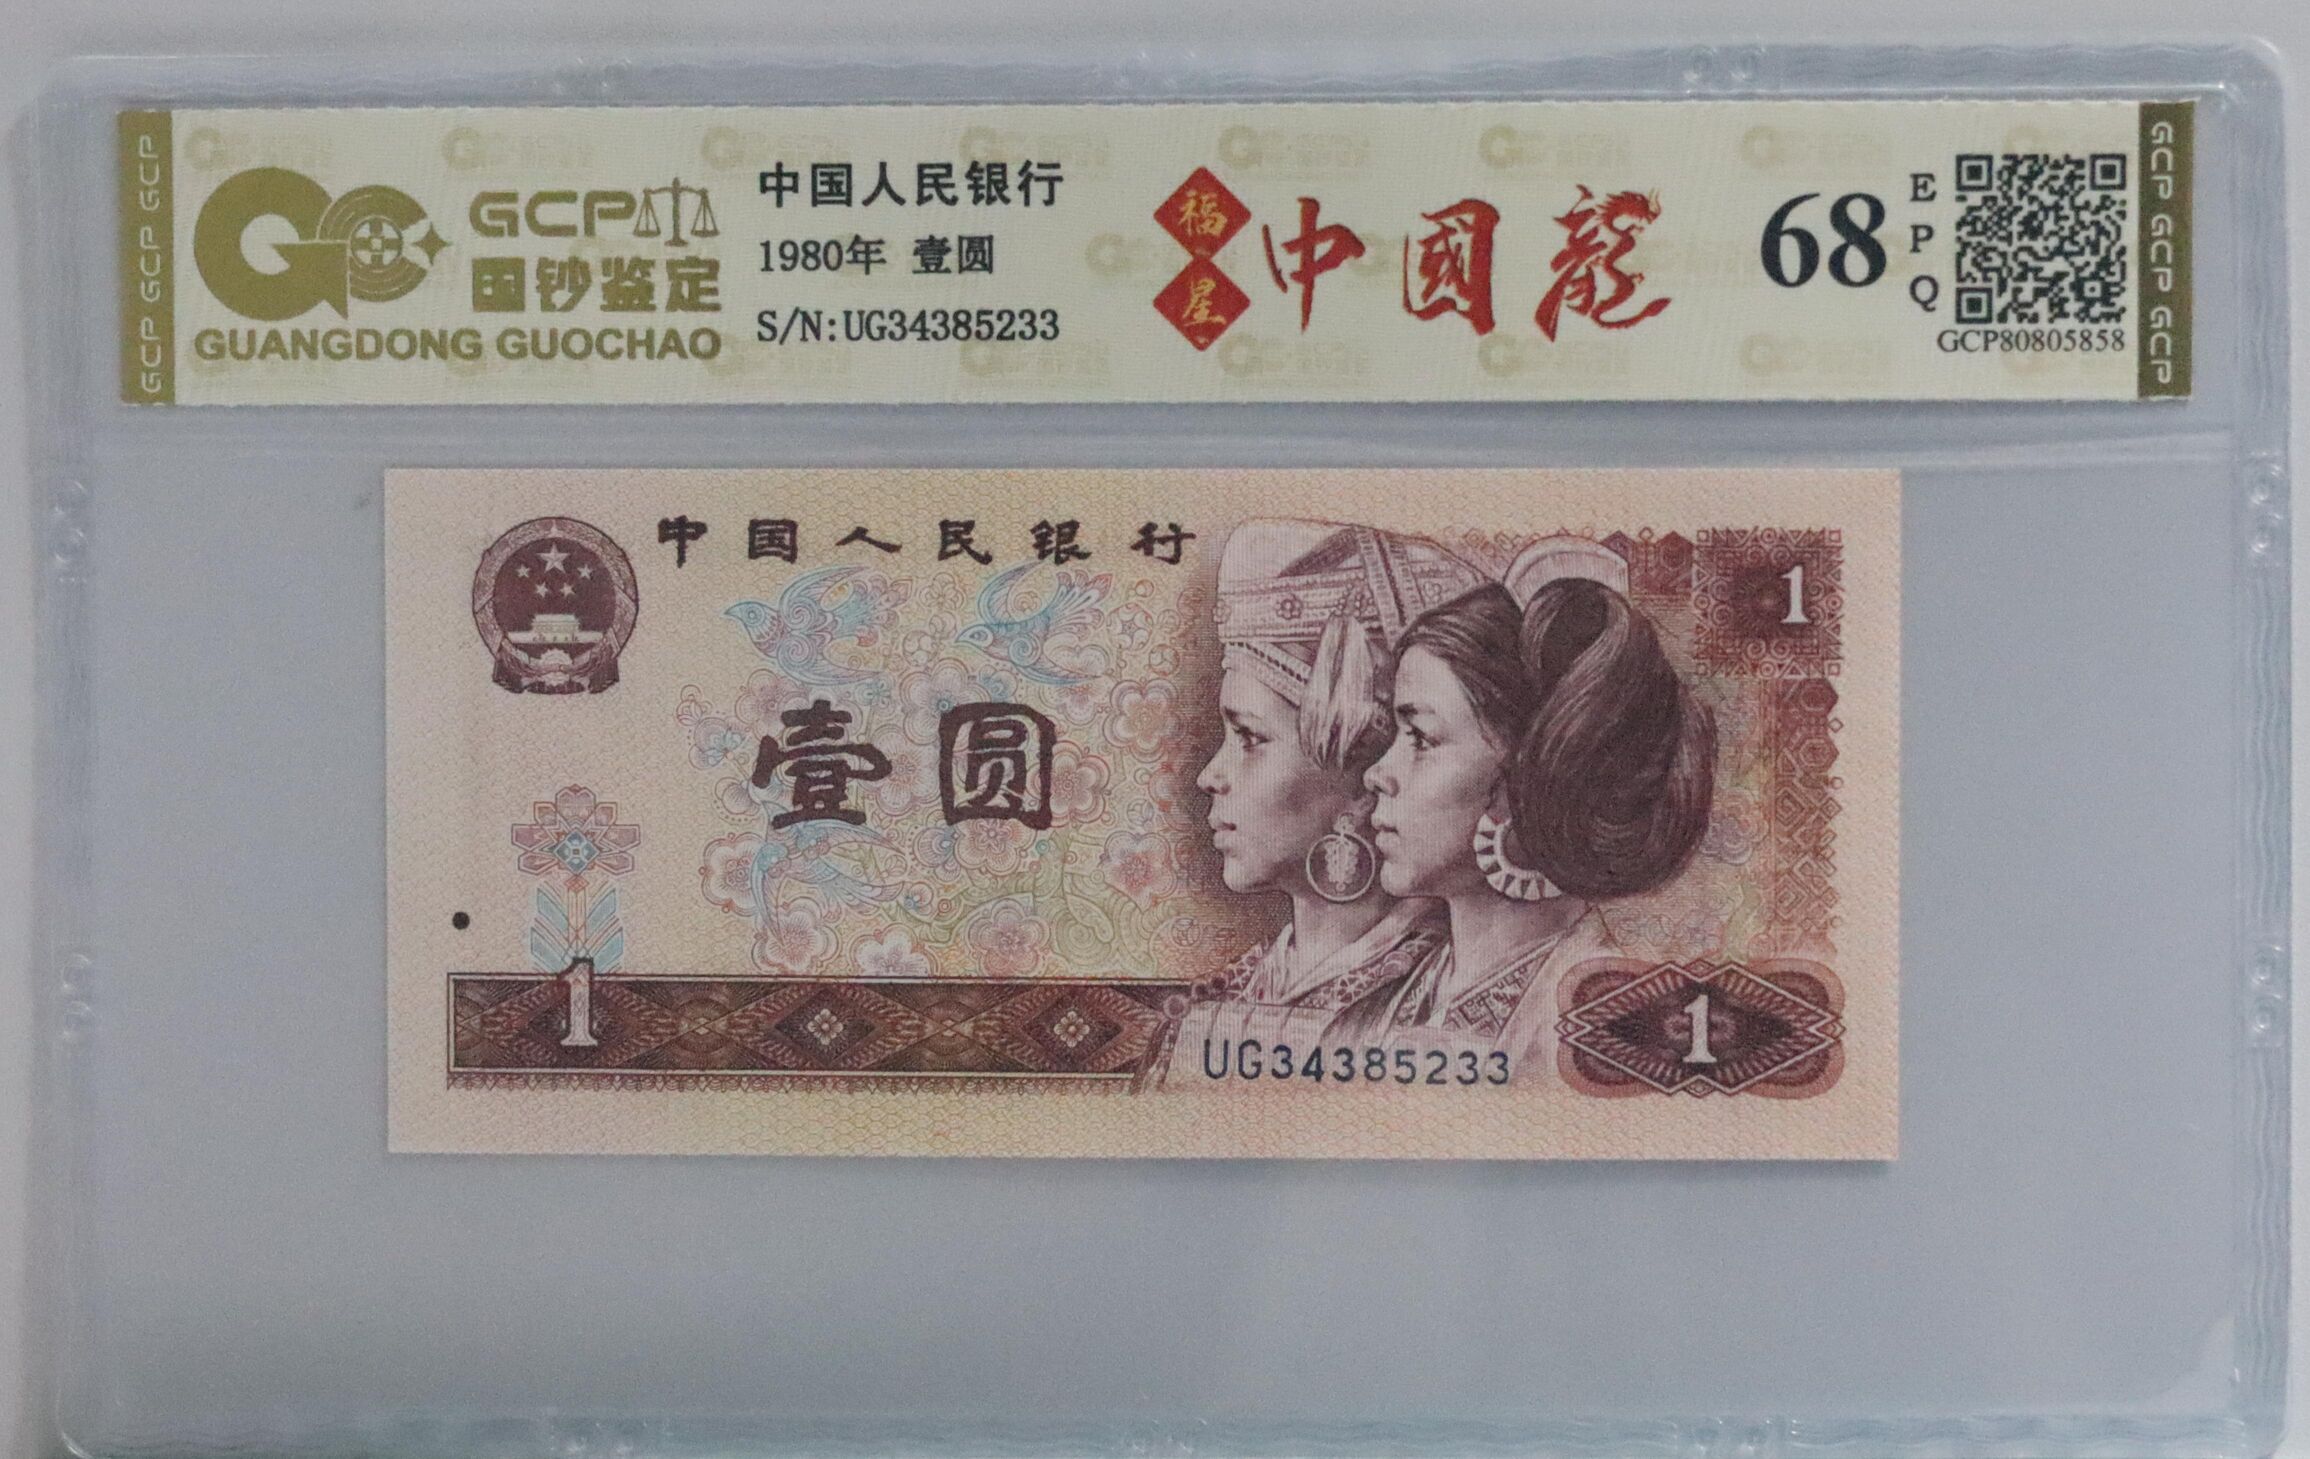 GCP GCP GCP
GCP
国钞鉴定
GUANGDONG GUOCHAO
中国人民银行
1980年 壹圆
S/N:UG34385233
福星
中國龍
68
EPQ
GCP80805858
GCP GCP GCP
中国人民银行
1
壹圆
1
1
UG34385233